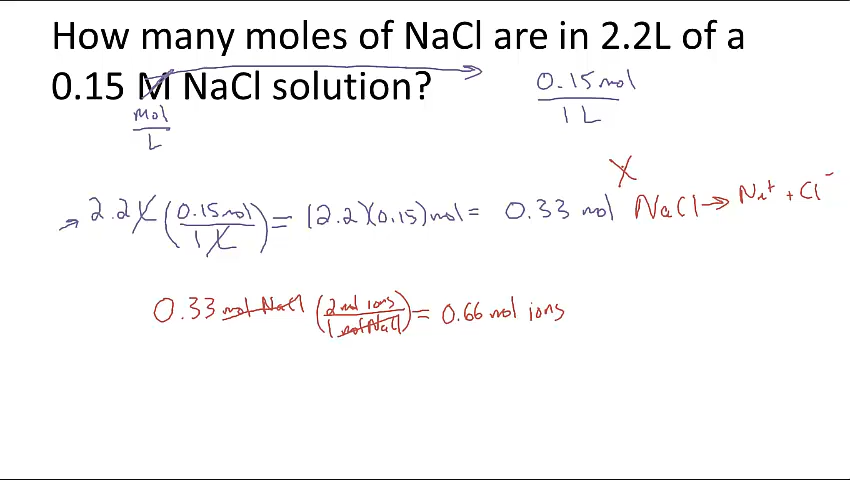 How many moles of NaCl are in 2.2L of a
0.15 M NaCl solution?
mol
L
0.15 mol
1 L
X
2.2 L (0.15 mol / 1 L) = (2.2)(0.15) mol = 0.33 mol NaCl → Na⁺ + Cl⁻
0.33 mol NaCl (2 mol ions / 1 mol NaCl) = 0.66 mol ions